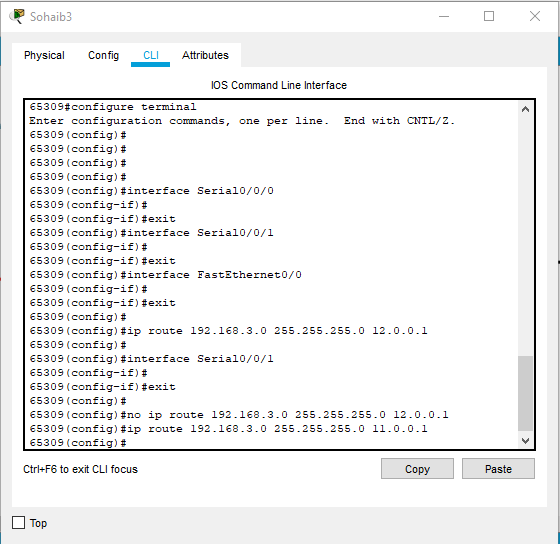 Sohaib3
Physical Config CLI Attributes
IOS Command Line Interface
65309#configure terminal
Enter configuration commands, one per line.  End with CNTL/Z.
65309(config)#
65309(config)#
65309(config)#
65309(config)#
65309(config)#interface Serial0/0/0
65309(config-if)#
65309(config-if)#exit
65309(config)#interface Serial0/0/1
65309(config-if)#
65309(config-if)#exit
65309(config)#interface FastEthernet0/0
65309(config-if)#
65309(config-if)#exit
65309(config)#
65309(config)#ip route 192.168.3.0 255.255.255.0 12.0.0.1
65309(config)#
65309(config)#interface Serial0/0/1
65309(config-if)#
65309(config-if)#exit
65309(config)#
65309(config)#no ip route 192.168.3.0 255.255.255.0 12.0.0.1
65309(config)#ip route 192.168.3.0 255.255.255.0 11.0.0.1
65309(config)#
Ctrl+F6 to exit CLI focus
Copy Paste
Top